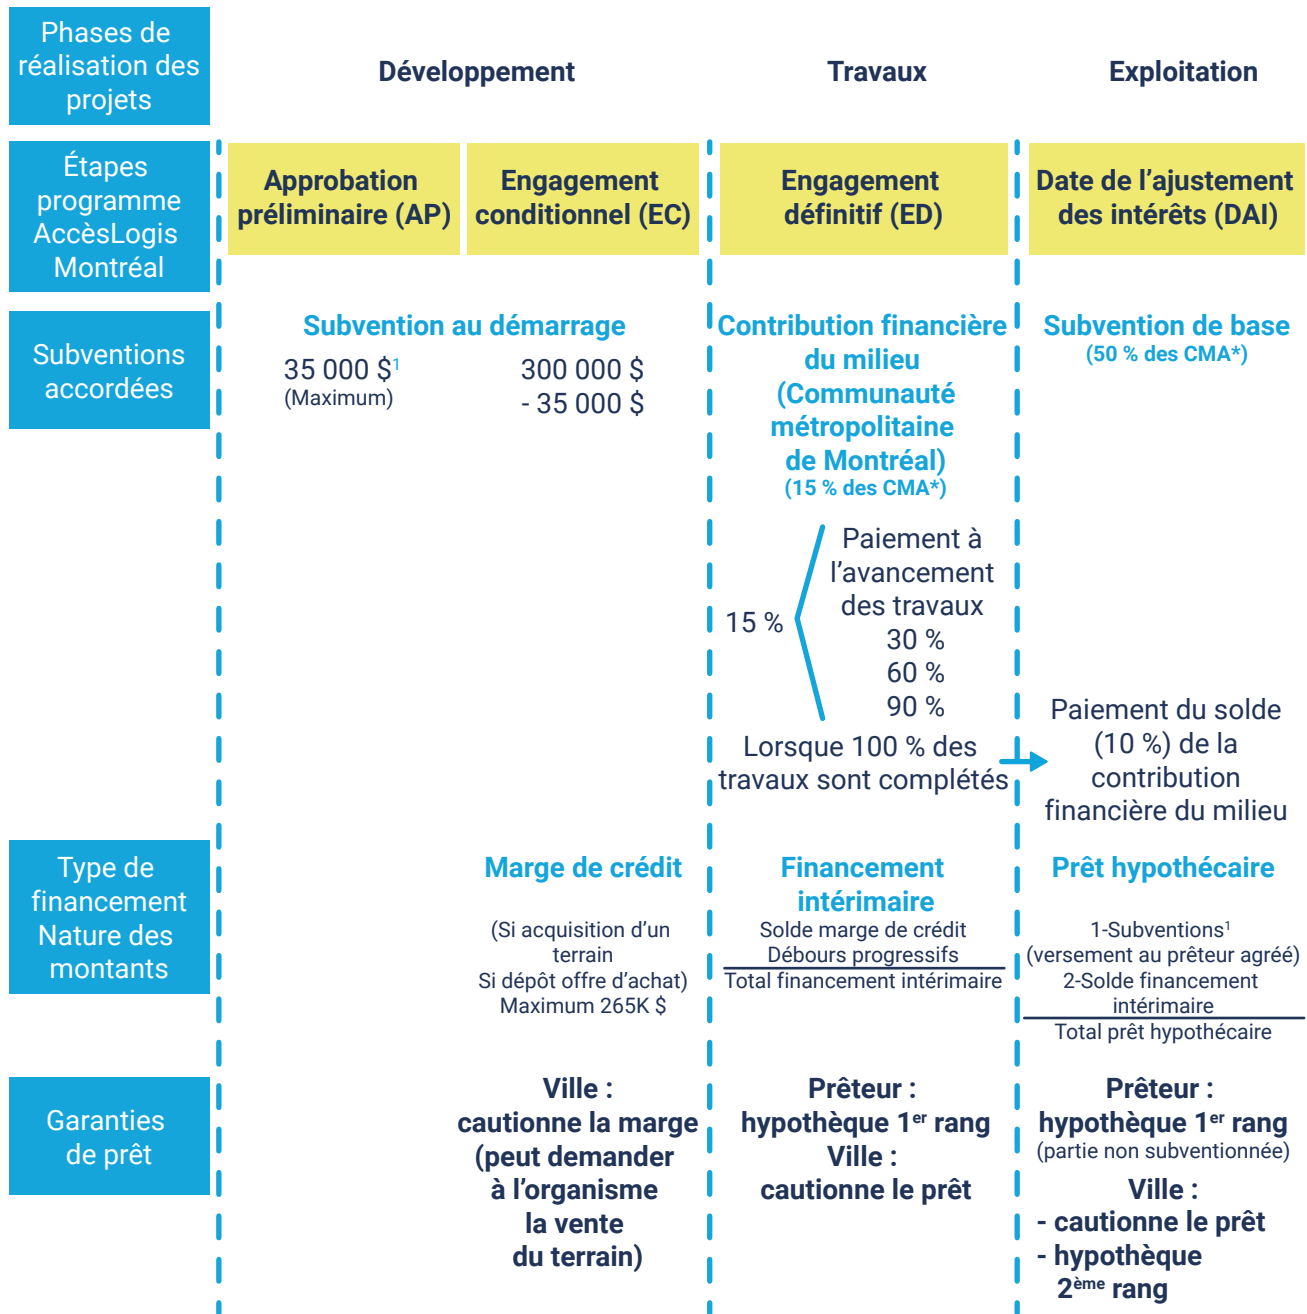 Phases de
réalisation des
projets
Développement
Travaux
Exploitation
Étapes
programme
AccèsLogis
Montréal
Approbation
préliminaire (AP)
Engagement
conditionnel (EC)
Engagement
définitif (ED)
Date de l’ajustement
des intérêts (DAI)
Subventions
accordées
Subvention au démarrage
35 000 $¹
(Maximum)
300 000 $
- 35 000 $
Contribution financière
du milieu
(Communauté
métropolitaine
de Montréal)
(15 % des CMA*)
15 %
Paiement à
l’avancement
des travaux
30 %
60 %
90 %
Lorsque 100 % des
travaux sont complétés
Subvention de base
(50 % des CMA*)
Paiement du solde
(10 %) de la
contribution
financière du milieu
Type de
financement
Nature des
montants
Marge de crédit
(Si acquisition d’un
terrain
Si dépôt offre d’achat)
Maximum 265K $
Financement
intérimaire
Solde marge de crédit
Débours progressifs
Total financement intérimaire
Prêt hypothécaire
1-Subventions¹
(versement au prêteur agréé)
2-Solde financement
intérimaire
Total prêt hypothécaire
Garanties
de prêt
Ville :
cautionne la marge
(peut demander
à l’organisme
la vente
du terrain)
Prêteur :
hypothèque 1er rang
Ville :
cautionne le prêt
Prêteur :
hypothèque 1er rang
(partie non subventionnée)
Ville :
- cautionne le prêt
- hypothèque
2ème rang